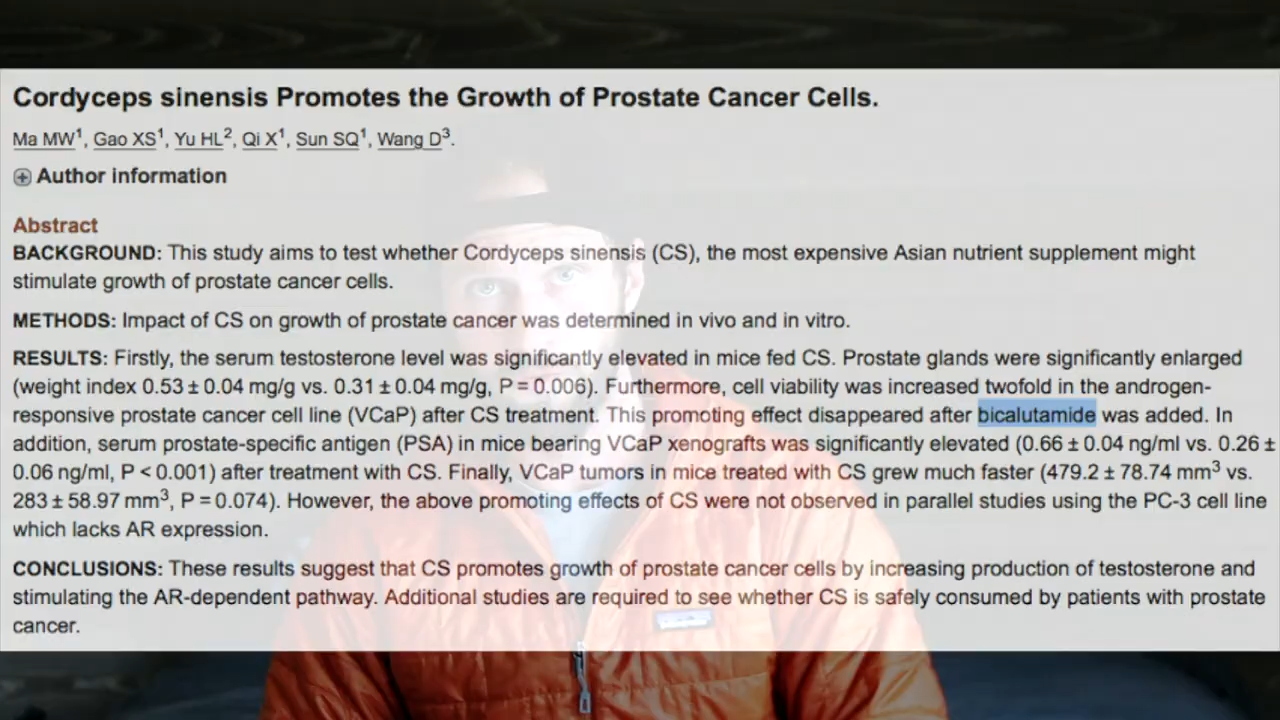 Cordyceps sinensis Promotes the Growth of Prostate Cancer Cells.
Ma MW1, Gao XS1, Yu HL2, Qi X1, Sun SQ1, Wang D3.
Author information
Abstract
BACKGROUND: This study aims to test whether Cordyceps sinensis (CS), the most expensive Asian nutrient supplement might
stimulate growth of prostate cancer cells.
METHODS: Impact of CS on growth of prostate cancer was determined in vivo and in vitro.
RESULTS: Firstly, the serum testosterone level was significantly elevated in mice fed CS. Prostate glands were significantly enlarged
(weight index 0.53 ± 0.04 mg/g vs. 0.31 ± 0.04 mg/g, P = 0.006). Furthermore, cell viability was increased twofold in the androgen-
responsive prostate cancer cell line (VCaP) after CS treatment. This promoting effect disappeared after bicalutamide was added. In
addition, serum prostate-specific antigen (PSA) in mice bearing VCaP xenografts was significantly elevated (0.66 ± 0.04 ng/ml vs. 0.26 ±
0.06 ng/ml, P < 0.001) after treatment with CS. Finally, VCaP tumors in mice treated with CS grew much faster (479.2 ± 78.74 mm3 vs.
283 ± 58.97 mm3, P = 0.074). However, the above promoting effects of CS were not observed in parallel studies using the PC-3 cell line
which lacks AR expression.
CONCLUSIONS: These results suggest that CS promotes growth of prostate cancer cells by increasing production of testosterone and
stimulating the AR-dependent pathway. Additional studies are required to see whether CS is safely consumed by patients with prostate
cancer.